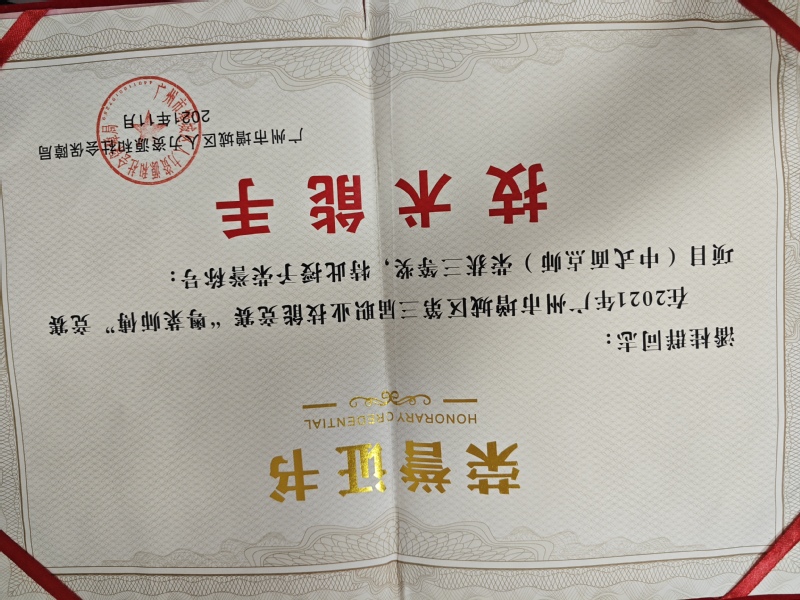 荣誉证书
HONORARY CREDENTIAL
潘桂群同志：
在2021年广州市增城区第三届职业技能竞赛“粤菜师傅”竞赛
项目（中式面点师）荣获三等奖，特此授予荣誉称号：
技术能手
广州市增城区人力资源和社会保障局
2021年11月